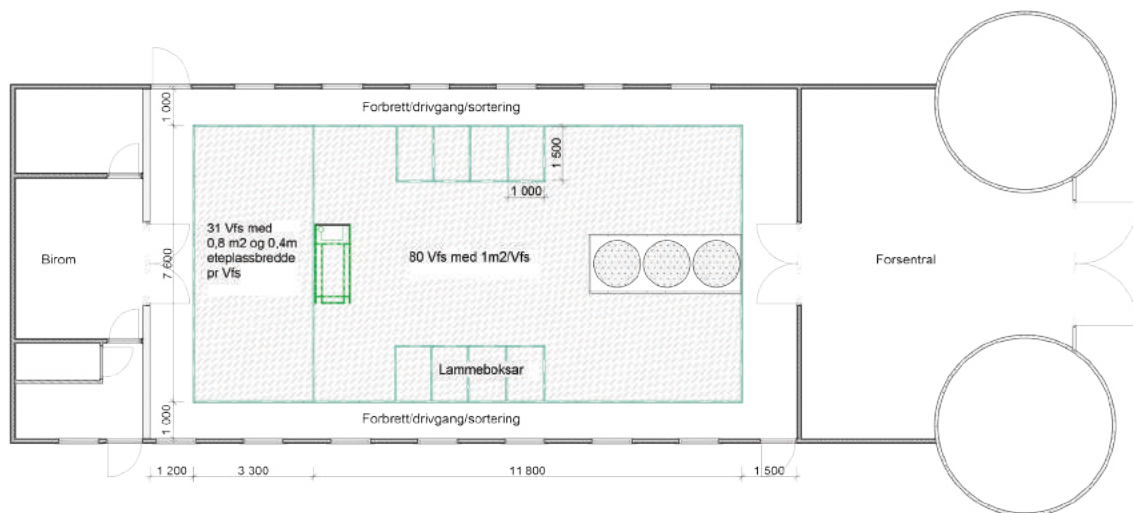 Forbrett/drivgang/sortering
1 000
1 500
1 000
31 Vfs med
0,8 m2 og 0,4m
eteplassbredde
pr Vfs
7 600
80 Vfs med 1m2/Vfs
Birom
Forsentral
Lammeboksar
Forbrett/drivgang/sortering
1 000
1 200
3 300
11 800
1 500